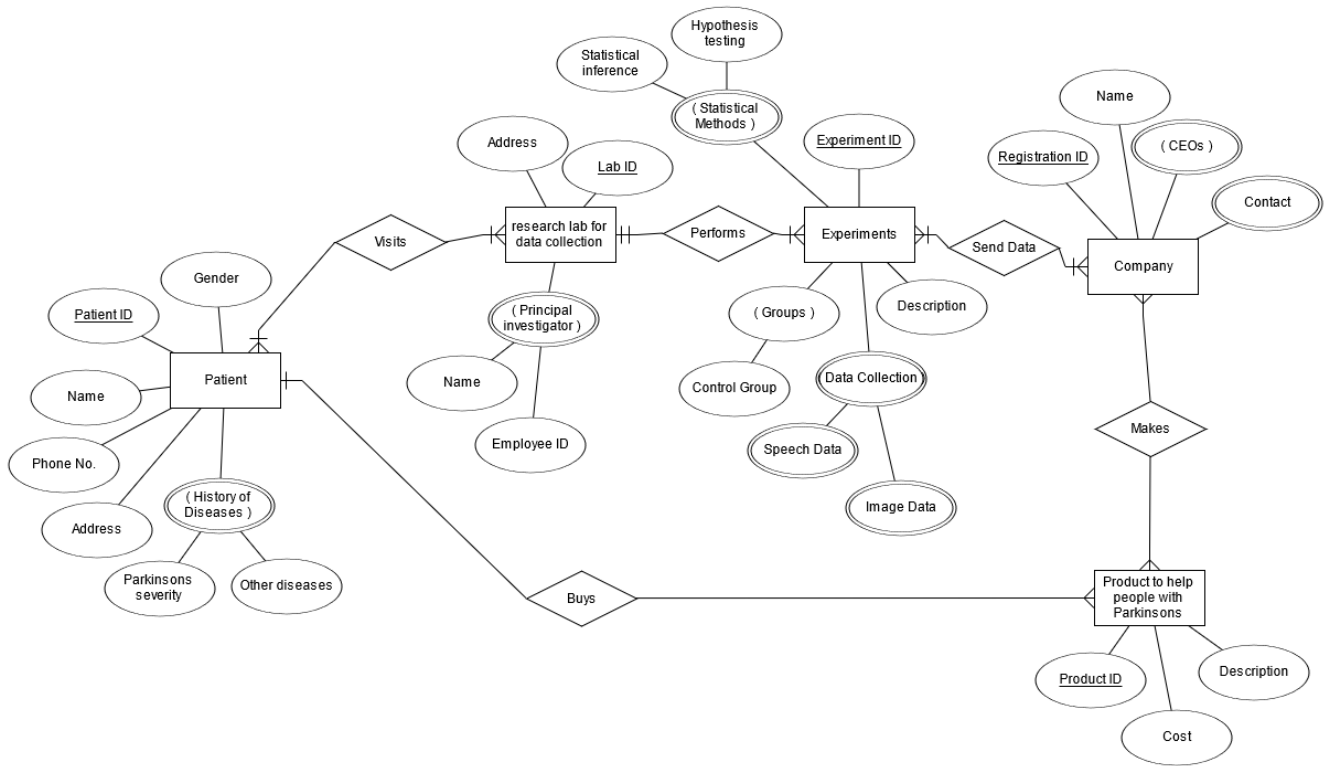 Hypothesis
testing
Statistical
inference
( Statistical
Methods )
Name
Address
Experiment ID
( CEOs )
Registration ID
Lab ID
Contact
research lab for
data collection
Performs
Experiments
Visits
Send Data
Company
Gender
Patient ID
( Principal
investigator )
( Groups )
Description
Patient
Name
Name
Control Group
( Data Collection )
Makes
Employee ID
Speech Data
Phone No.
( History of
Diseases )
Image Data
Address
Parkinsons
severity
Other diseases
Buys
Product to help
people with
Parkinsons
Product ID
Description
Cost